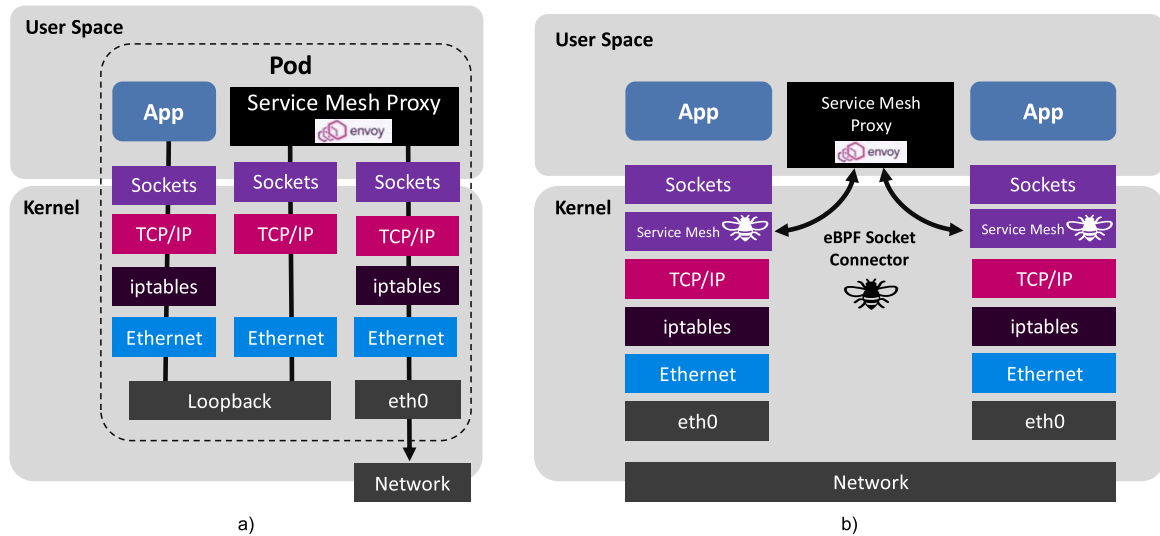 User Space
Pod
App
Service Mesh Proxy
envoy
Sockets
Sockets
Sockets
Kernel
TCP/IP
TCP/IP
TCP/IP
iptables
iptables
Ethernet
Ethernet
Ethernet
Loopback
eth0
Network
a)
User Space
App
Service Mesh
Proxy
envoy
App
Sockets
Sockets
Kernel
Service Mesh
Service Mesh
eBPF Socket
Connector
TCP/IP
TCP/IP
iptables
iptables
Ethernet
Ethernet
eth0
eth0
Network
b)